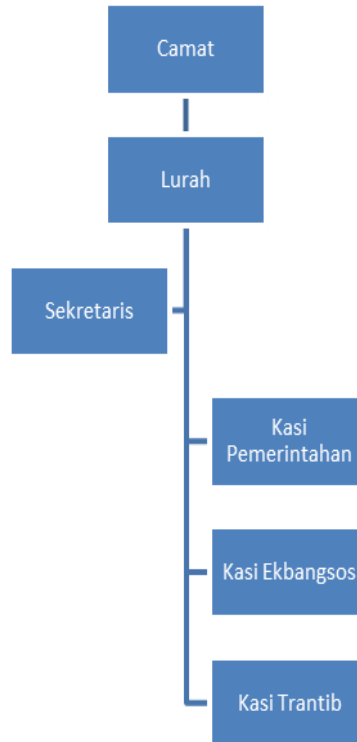 Camat
Lurah
Sekretaris
Kasi
Pemerintahan
Kasi Ekbangsos
Kasi Trantib